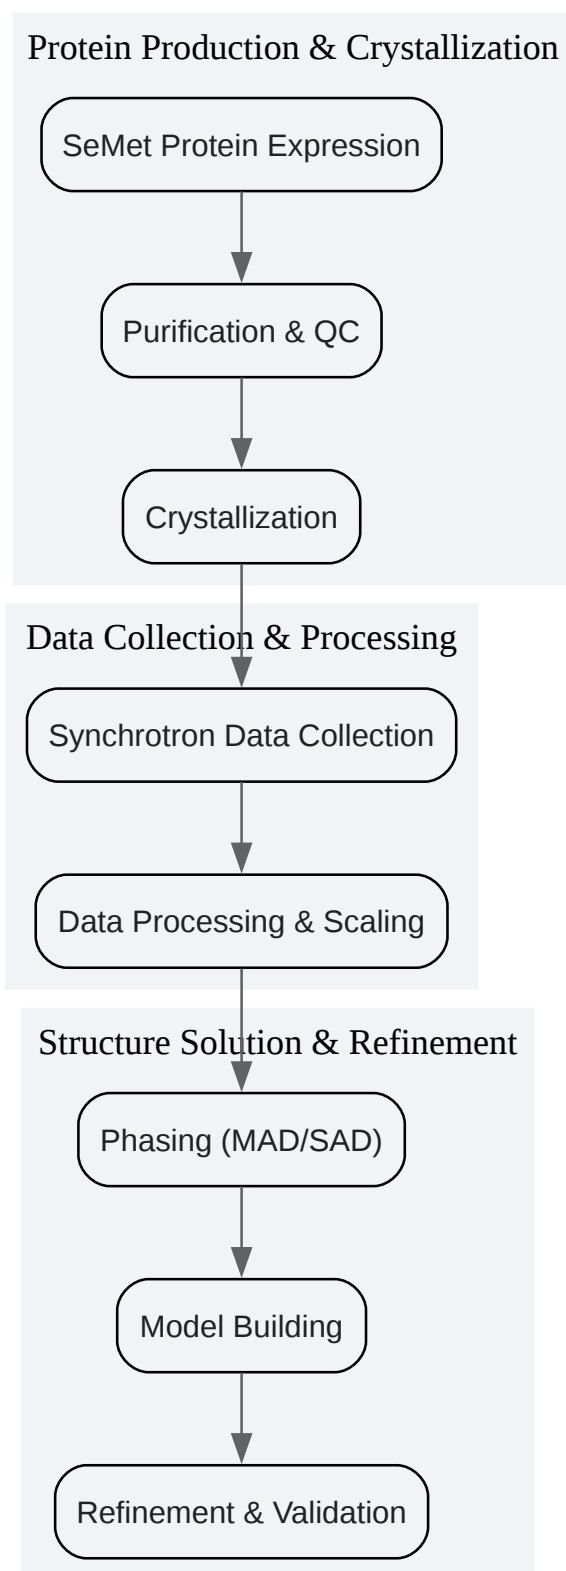 Protein Production & Crystallization
SeMet Protein Expression
Purification & QC
Crystallization
Data Collection & Processing
Synchrotron Data Collection
Data Processing & Scaling
Structure Solution & Refinement
Phasing (MAD/SAD)
Model Building
Refinement & Validation